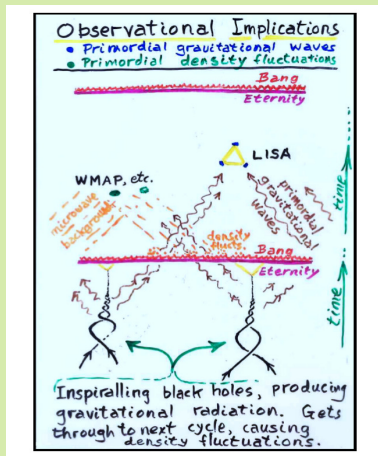 Observational Implications
• Primordial gravitational waves
• Primordial density fluctuations
Bang
Eternity
LISA
WMAP, etc.
microwave
background
primordial
gravitational
waves
time
density
flucts.
Bang
Eternity
time
Inspiralling black holes, producing
gravitational radiation. Gets
through to next cycle, causing
density fluctuations.